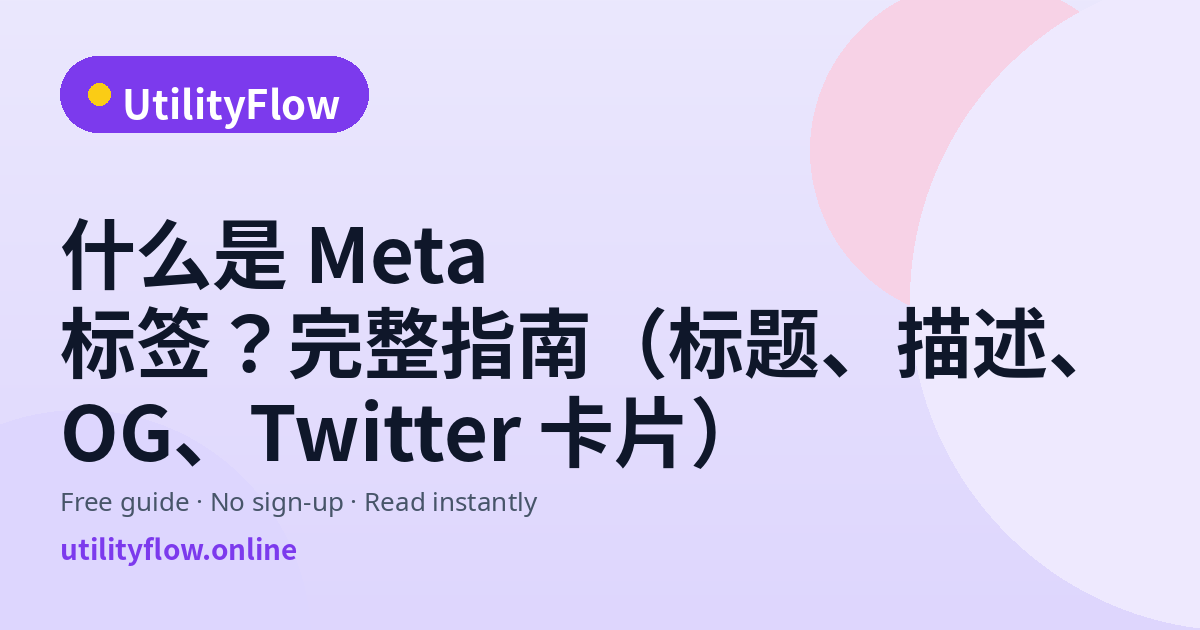 UtilityFlow
什么是 Meta
标签？完整指南（标题、描述、
OG、Twitter 卡片）
Free guide · No sign-up · Read instantly
utilityflow.online